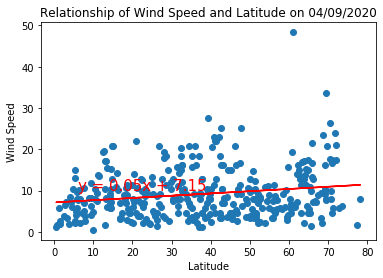 Relationship of Wind Speed and Latitude on 04/09/2020
50
40
30
20
10
0
Wind Speed
y = 0.05x + 7.15
0 10 20 30 40 50 60 70 80
Latitude